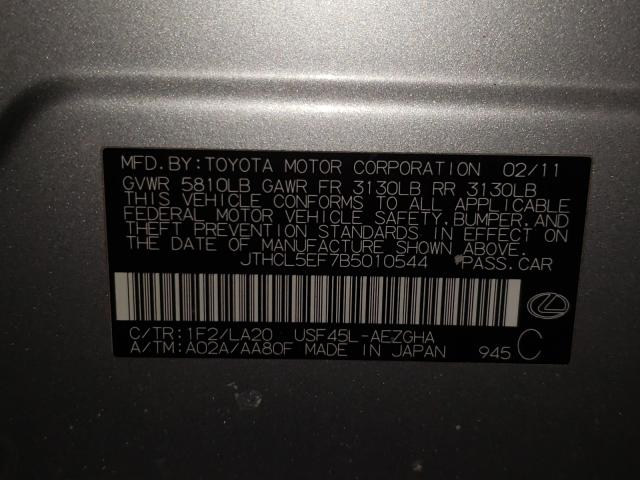 MFD.BY:TOYOTA MOTOR CORPORATION 02/11
GVWR 5810LB GAWR FR 3130LB RR 3130LB
THIS VEHICLE CONFORMS TO ALL APPLICABLE
FEDERAL MOTOR VEHICLE SAFETY,BUMPER,AND
THEFT PREVENTION STANDARDS IN EFFECT ON
THE DATE OF MANUFACTURE SHOWN ABOVE.
JTHCL5EF7B5010544 PASS.CAR
C/TR:1F2/LA20 USF45L-AEZGHA
A/TM:A02A/AA80F MADE IN JAPAN 945 C